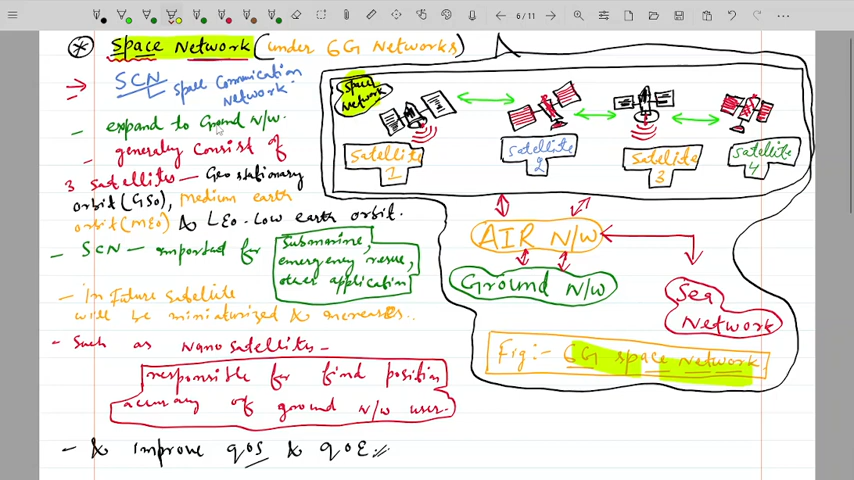 6/11
Space Network (under 6G Networks)
SCN Space Communication
Network.
- expand to Ground N/w.
- generally consist of
3 satellites - Geo stationary
orbit (GSO), medium earth
orbit (MEO) & LEO - Low earth orbit.
- SCN - important for
Submarine,
emergency rescue,
other application
- In Future satellite
will be miniaturized & increases.
- Such as Nano satellites -
responsible for find position
accuracy of ground N/w user.
- & improve qos & qoE
Space
Network
Satellite
1
Satellite
2
Satellite
3
Satellite
4
AIR N/w
Ground N/w
Sea
Network
Fig:- 6G space Network.